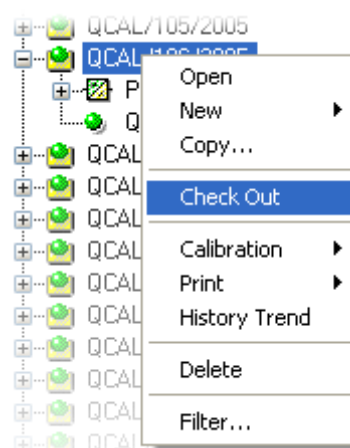 QCAL/105/2005
QCAL/106/2005
P
Q
QCAL
QCAL
QCAL
QCAL
QCAL
QCAL
QCAL
QCAL
QCAL
QCAL
Open
New
Copy...
Check Out
Calibration
Print
History Trend
Delete
Filter...